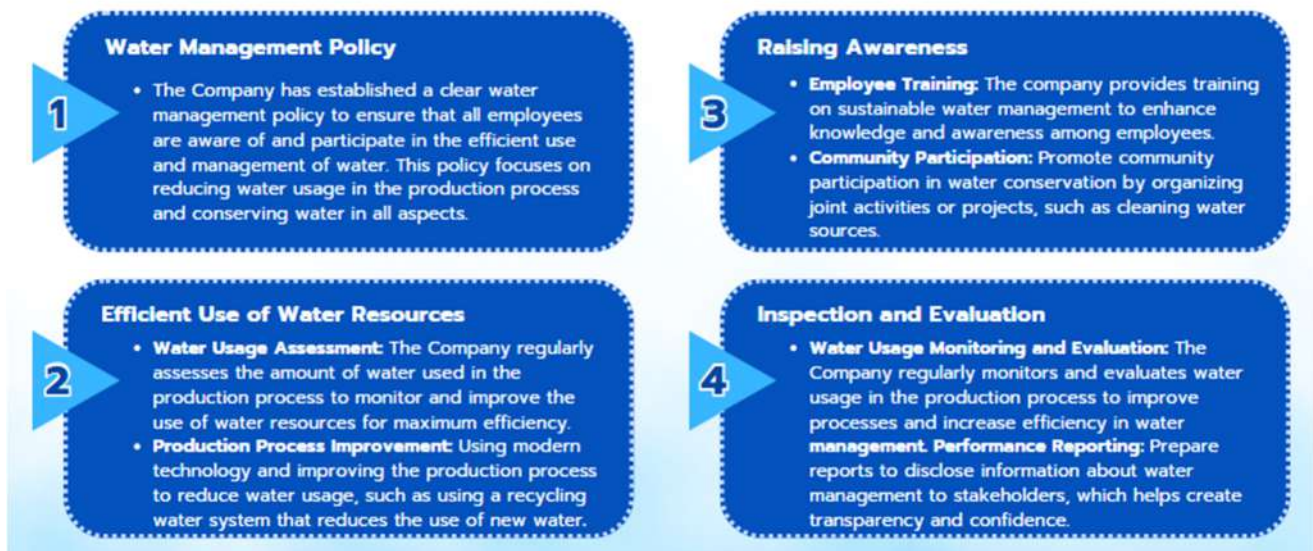 1
Water Management Policy
• The Company has established a clear water
management policy to ensure that all employees
are aware of and participate in the efficient use
and management of water. This policy focuses on
reducing water usage in the production process
and conserving water in all aspects.
2
Efficient Use of Water Resources
• Water Usage Assessment: The Company regularly
assesses the amount of water used in the
production process to monitor and improve the
use of water resources for maximum efficiency.
• Production Process Improvement: Using modern
technology and improving the production process
to reduce water usage, such as using a recycling
water system that reduces the use of new water.
3
Raising Awareness
• Employee Training: The company provides training
on sustainable water management to enhance
knowledge and awareness among employees.
• Community Participation: Promote community
participation in water conservation by organizing
joint activities or projects, such as cleaning water
sources.
4
Inspection and Evaluation
• Water Usage Monitoring and Evaluation: The
Company regularly monitors and evaluates water
usage in the production process to improve
processes and increase efficiency in water
management. Performance Reporting: Prepare
reports to disclose information about water
management to stakeholders, which helps create
transparency and confidence.